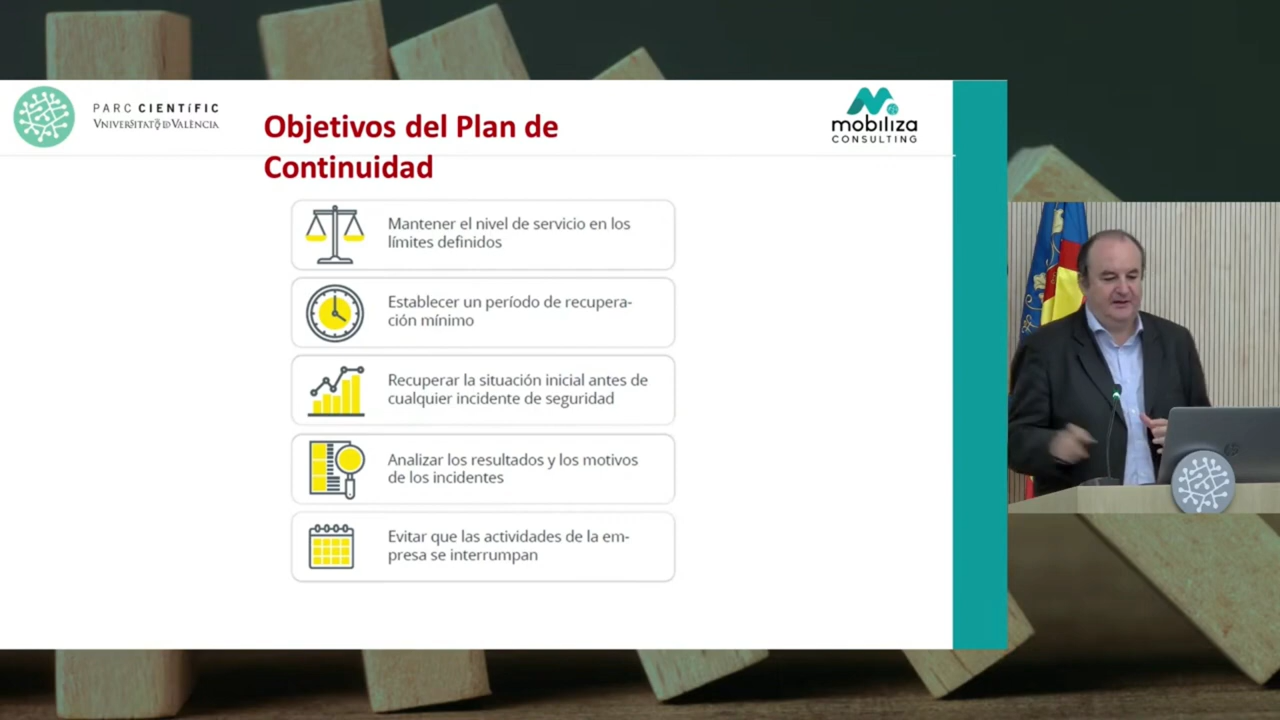 PARC CIENTÍFIC
VNIVERSITATÇÖD VALÈNCIA
Objetivos del Plan de
Continuidad
mobiliza
CONSULTING
Mantener el nivel de servicio en los
límites definidos
Establecer un período de recupera-
ción mínimo
Recuperar la situación inicial antes de
cualquier incidente de seguridad
Analizar los resultados y los motivos
de los incidentes
Evitar que las actividades de la em-
presa se interrumpan